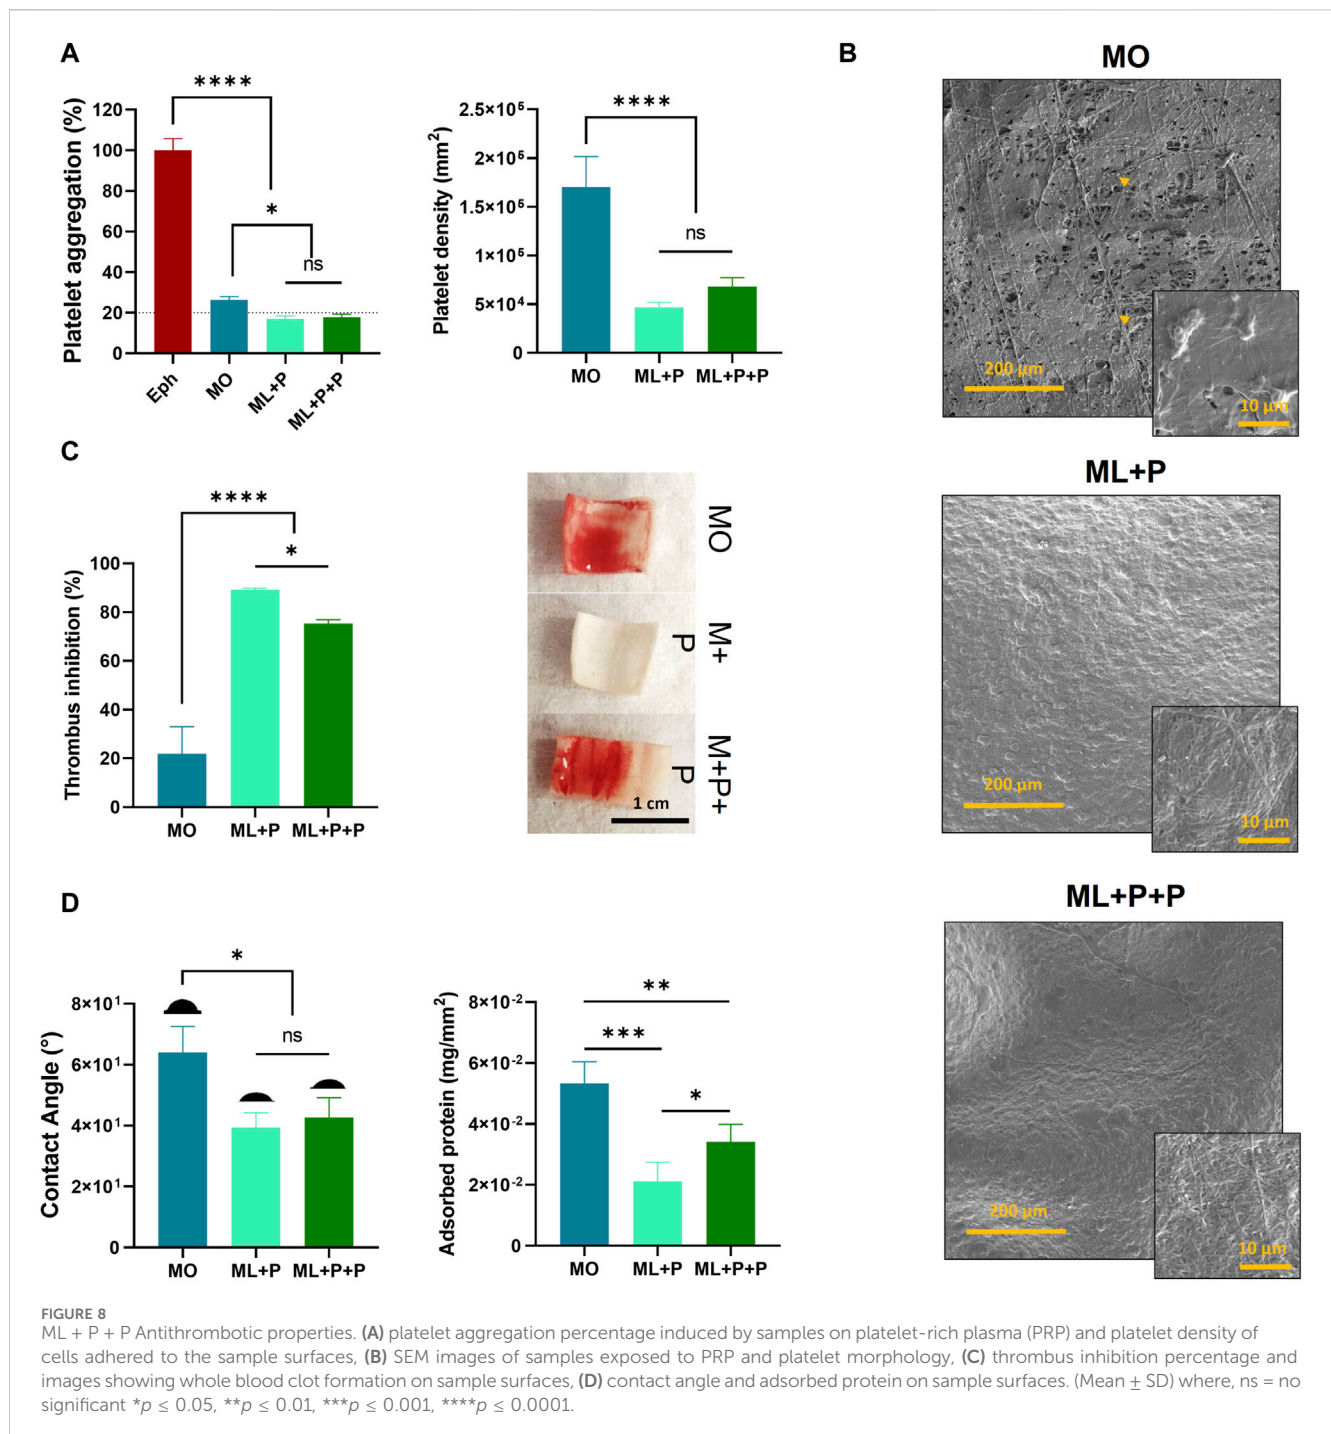 A
Platelet aggregation (%)
****
*
ns
120
100
80
60
40
20
0
Eph
MO
ML+P
ML+P+P
Platelet density (mm²)
****
ns
2.5×10⁵
2×10⁵
1.5×10⁵
1×10⁵
5×10⁴
0
MO
ML+P
ML+P+P
B
MO
200 µm
10 µm
ML+P
200 µm
10 µm
ML+P+P
200 µm
10 µm
C
Thrombus inhibition (%)
****
*
100
80
60
40
20
0
MO
ML+P
ML+P+P
MO
M+
P
M+P+
P
1 cm
D
Contact Angle (°)
*
ns
8×10¹
6×10¹
4×10¹
2×10¹
0
MO
ML+P
ML+P+P
Adsorbed protein (mg/mm²)
**
***
*
8×10⁻²
6×10⁻²
4×10⁻²
2×10⁻²
0
MO
ML+P
ML+P+P
FIGURE 8
ML + P + P Antithrombotic properties. (A) platelet aggregation percentage induced by samples on platelet-rich plasma (PRP) and platelet density of
cells adhered to the sample surfaces, (B) SEM images of samples exposed to PRP and platelet morphology, (C) thrombus inhibition percentage and
images showing whole blood clot formation on sample surfaces, (D) contact angle and adsorbed protein on sample surfaces. (Mean ± SD) where, ns = no
significant *p ≤ 0.05, **p ≤ 0.01, ***p ≤ 0.001, ****p ≤ 0.0001.